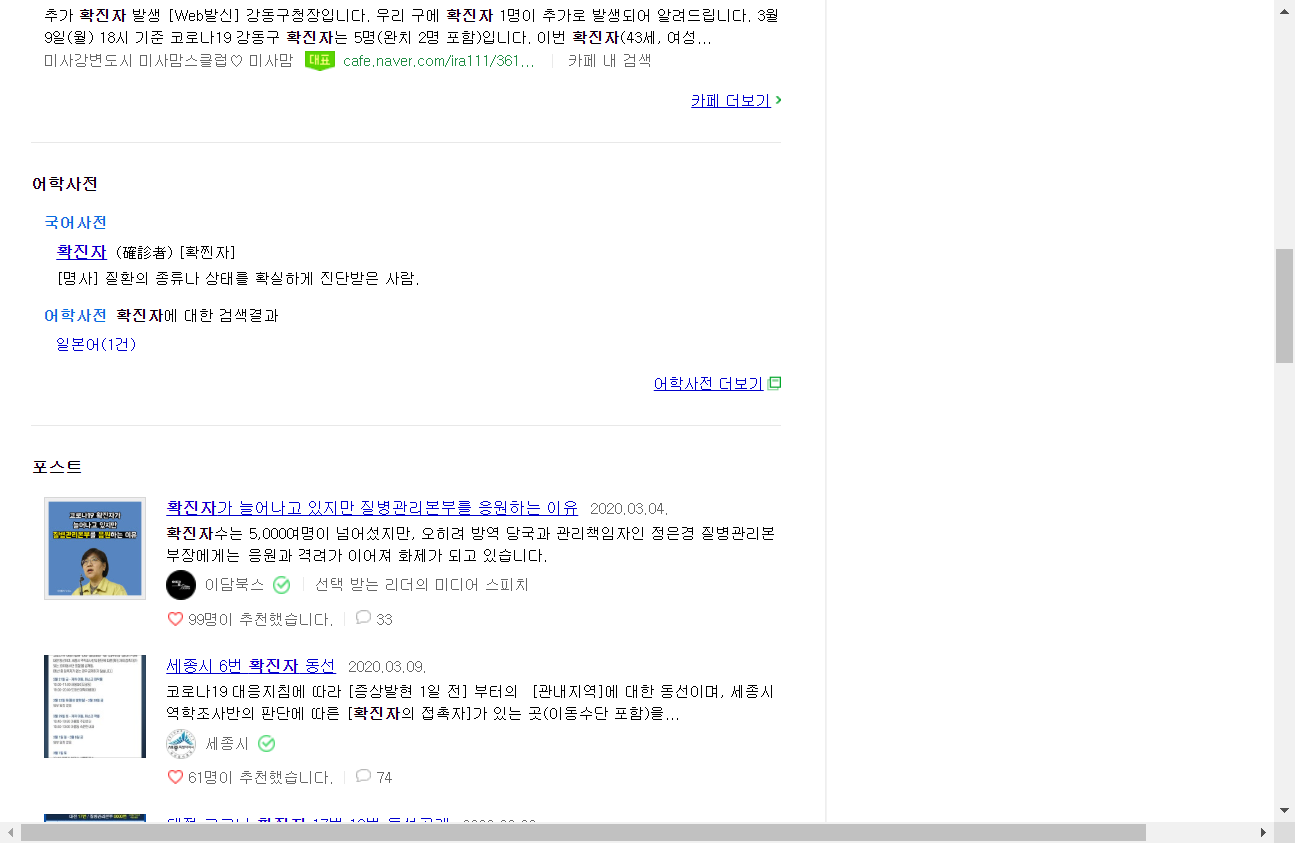 추가 확진자 발생 [Web발신] 강동구청장입니다. 우리 구에 확진자 1명이 추가로 발생되어 알려드립니다. 3월
9일(월) 18시 기준 코로나19 강동구 확진자는 5명(완치 2명 포함)입니다. 이번 확진자(43세, 여성...
미사강변도시 미사맘스클럽♡ 미사맘 대표 cafe.naver.com/ira111/361... 카페 내 검색
카페 더보기
어학사전
국어사전
확진자 (確診者) [확찐자]
[명사] 질환의 종류나 상태를 확실하게 진단받은 사람.
어학사전 확진자에 대한 검색결과
일본어(1건)
어학사전 더보기
포스트
코로나19 확진자가
늘어나고 있지만
질병관리본부를 응원하는 이유
확진자가 늘어나고 있지만 질병관리본부를 응원하는 이유 2020.03.04.
확진자수는 5,000여명이 넘어섰지만, 오히려 방역 당국과 관리책임자인 정은경 질병관리본
부장에게는 응원과 격려가 이어져 화제가 되고 있습니다.
이담북스 선택 받는 리더의 미디어 스피치
99명이 추천했습니다. 33
세종시 6번 확진자 동선 2020.03.09.
코로나19 대응지침에 따라 [증상발현 1일 전] 부터의 [관내지역]에 대한 동선이며, 세종시
역학조사반의 판단에 따른 [확진자의 접촉자]가 있는 곳(이동수단 포함)을...
세종시
61명이 추천했습니다. 74